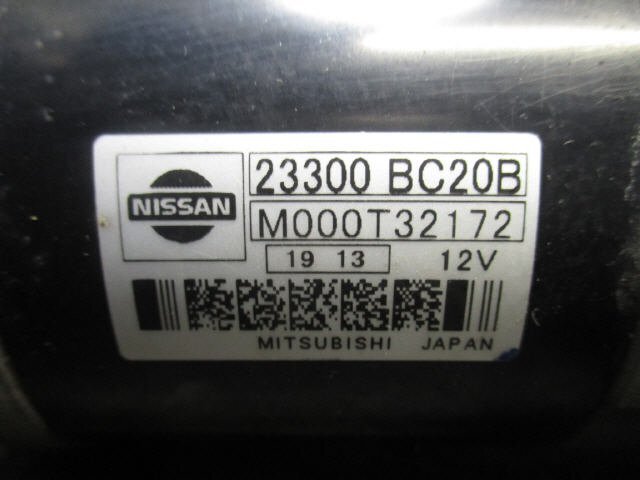 NISSAN
23300 BC20B
M000T32172
19 13 12V
MITSUBISHI JAPAN